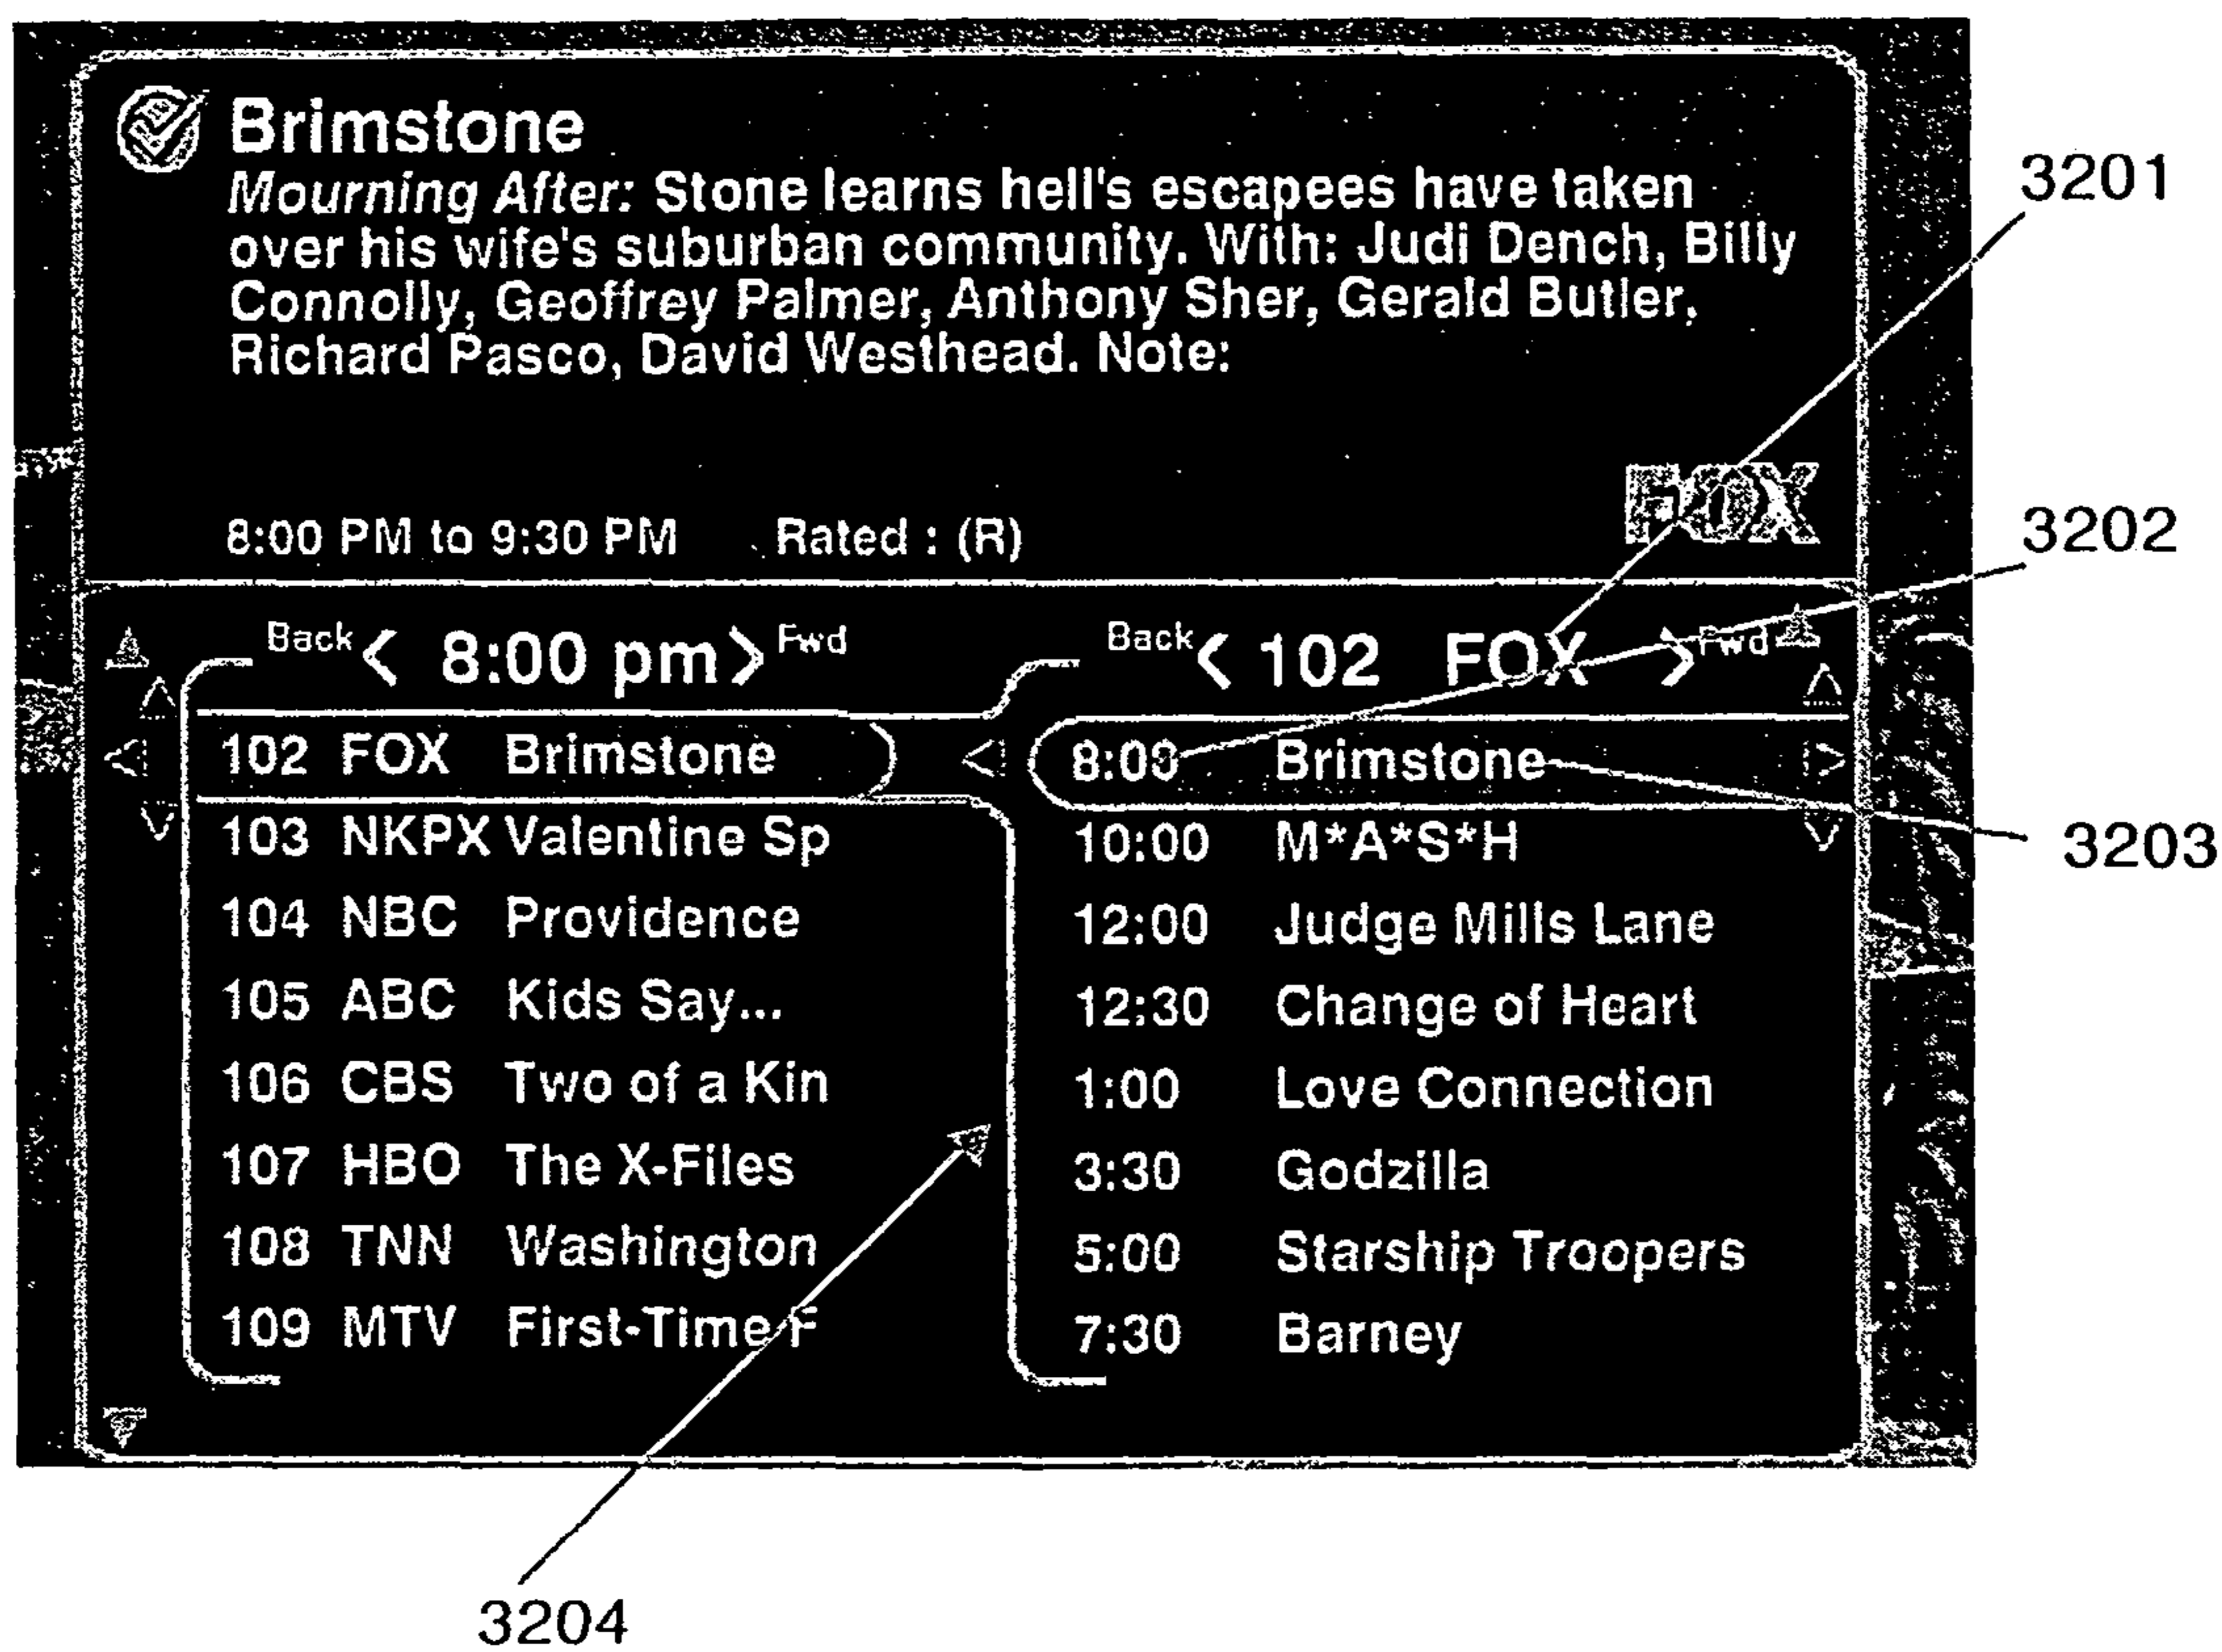 Brimstone
Mourning After: Stone learns hell's escapees have taken
over his wife's suburban community. With: Judi Dench, Billy
Connolly, Geoffrey Palmer, Anthony Sher, Gerald Butler,
Richard Pasco, David Westhead. Note:
FOX
8:00 PM to 9:30 PM Rated : (R)
Back < 8:00 pm > Fwd
102 FOX Brimstone
103 NKPX Valentine Sp
104 NBC Providence
105 ABC Kids Say...
106 CBS Two of a Kin
107 HBO The X-Files
108 TNN Washington
109 MTV First-Time F
Back < 102 FOX > Fwd
8:00 Brimstone
10:00 M*A*S*H
12:00 Judge Mills Lane
12:30 Change of Heart
1:00 Love Connection
3:30 Godzilla
5:00 Starship Troopers
7:30 Barney
3201
3202
3203
3204